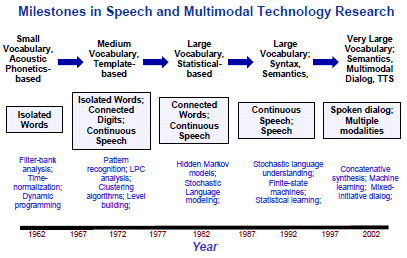 Milestones in Speech and Multimodal Technology Research
Small
Vocabulary,
Acoustic
Phonetics-
based
Medium
Vocabulary,
Template-
based
Large
Vocabulary,
Statistical-
based
Large
Vocabulary;
Syntax,
Semantics,
Very Large
Vocabulary;
Semantics,
Multimodal
Dialog, TTS
Isolated
Words
Isolated Words;
Connected
Digits;
Continuous
Speech
Connected
Words;
Continuous
Speech
Continuous
Speech;
Speech
Spoken dialog;
Multiple
modalities
Filter-bank
analysis;
Time-
normalization;
Dynamic
programming
Pattern
recognition; LPC
analysis;
Clustering
algorithms; Level
building;
Hidden Markov
models;
Stochastic
Language
modeling;
Stochastic language
understanding;
Finite-state
machines;
Statistical learning;
Concatenative
synthesis; Machine
learning; Mixed-
initiative dialog;
1962 1967 1972 1977 1982 1987 1992 1997 2002
Year